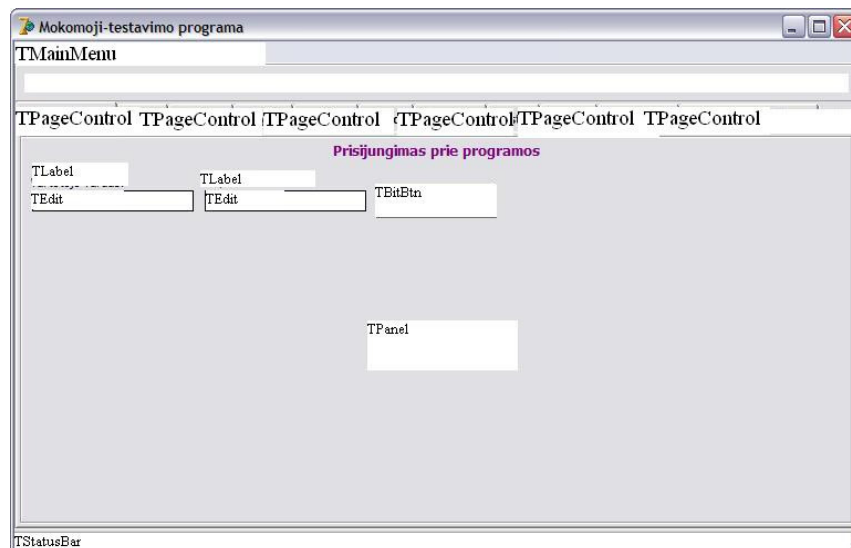 Mokomoji-testavimo programa
TMainMenu
TPageControl TPageControl TPageControl TPageControl TPageControl TPageControl
Prisijungimas prie programos
TLabel TLabel
TEdit TEdit TBitBtn
TPanel
TStatusBar